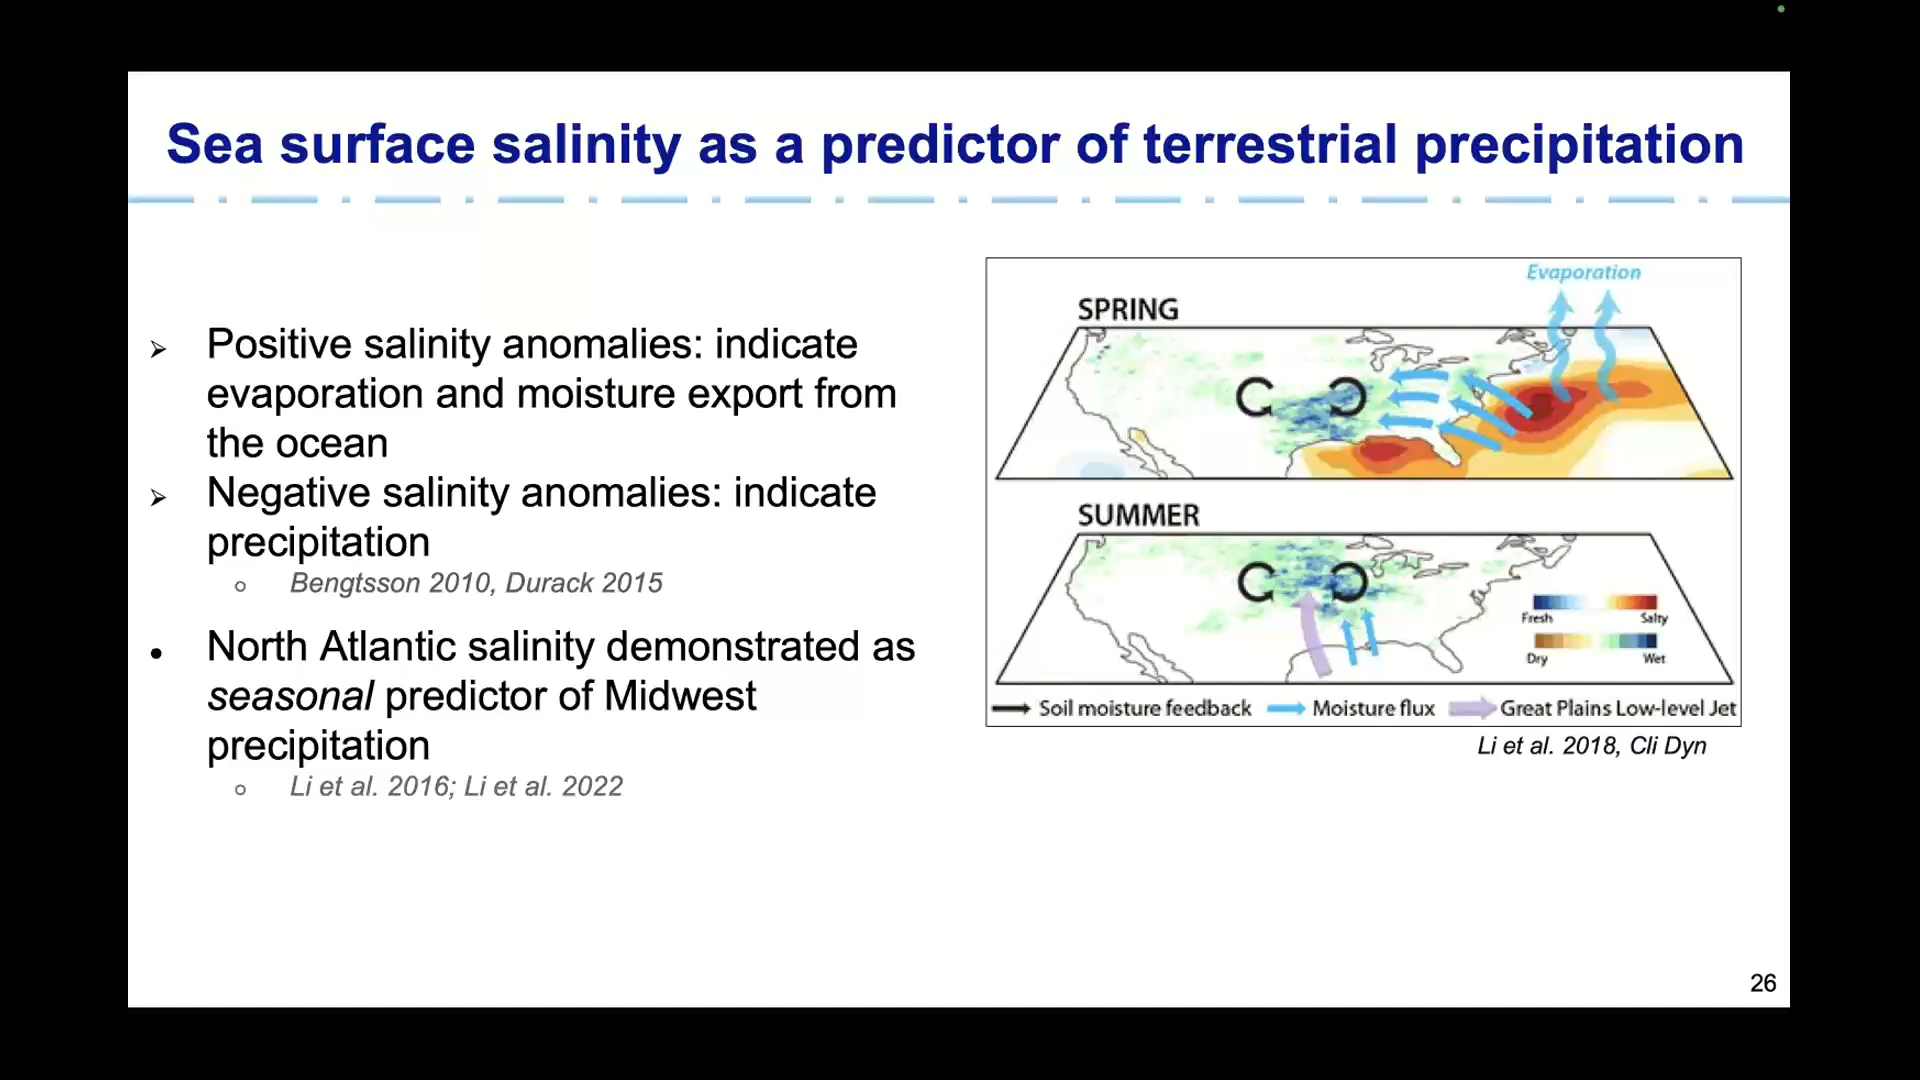 Sea surface salinity as a predictor of terrestrial precipitation
➢ Positive salinity anomalies: indicate
evaporation and moisture export from
the ocean
➢ Negative salinity anomalies: indicate
precipitation
○ Bengtsson 2010, Durack 2015
● North Atlantic salinity demonstrated as
seasonal predictor of Midwest
precipitation
○ Li et al. 2016; Li et al. 2022
Evaporation
SPRING
SUMMER
Fresh Salty
Dry Wet
Soil moisture feedback Moisture flux Great Plains Low-level Jet
Li et al. 2018, Cli Dyn
26